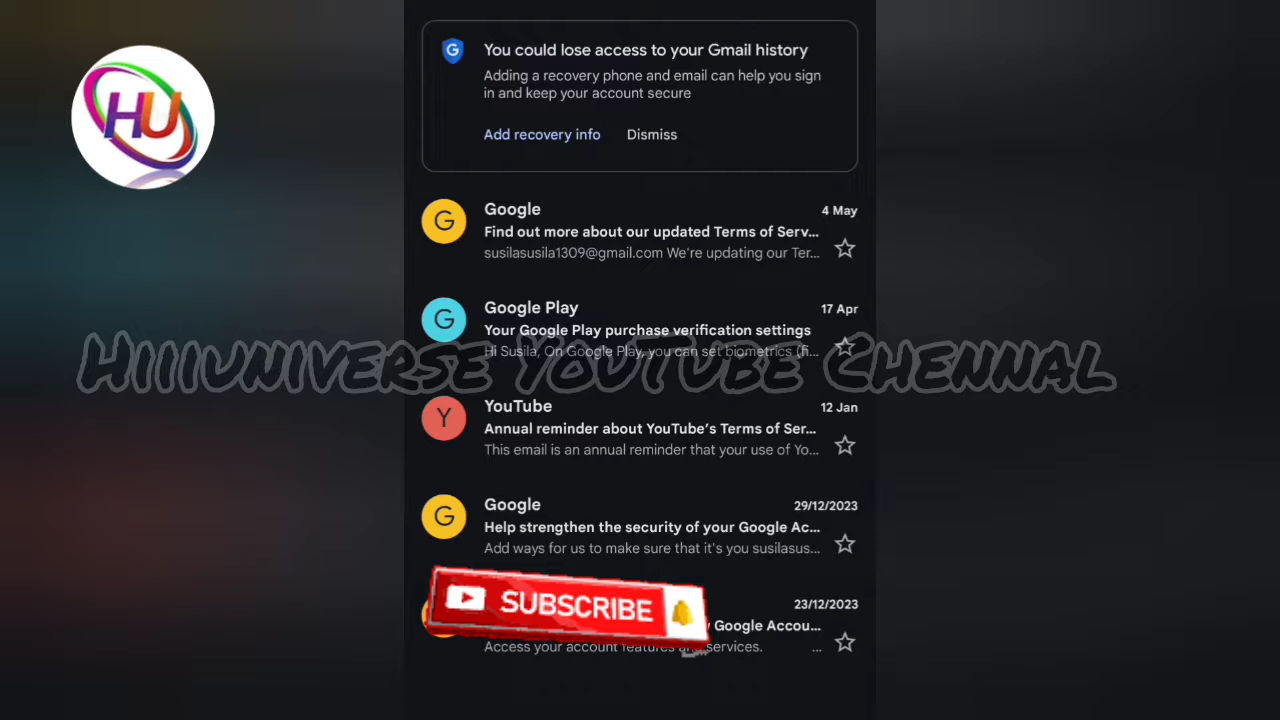 You could lose access to your Gmail history
Adding a recovery phone and email can help you sign
in and keep your account secure
Add recovery info Dismiss
HU
G
Google
4 May
Find out more about our updated Terms of Serv...
susilasusila1309@gmail.com We're updating our Ter...
G
Google Play
17 Apr
Your Google Play purchase verification settings
Hi Susila, On Google Play, you can set biometrics (fi...
Hiiiuniverse YouTube Chennal
Y
YouTube
12 Jan
Annual reminder about YouTube's Terms of Ser...
This email is an annual reminder that your use of Yo...
G
Google
29/12/2023
Help strengthen the security of your Google Ac...
Add ways for us to make sure that it's you susilasus...
SUBSCRIBE
23/12/2023
Google Accou...
Access your account features and services. ...